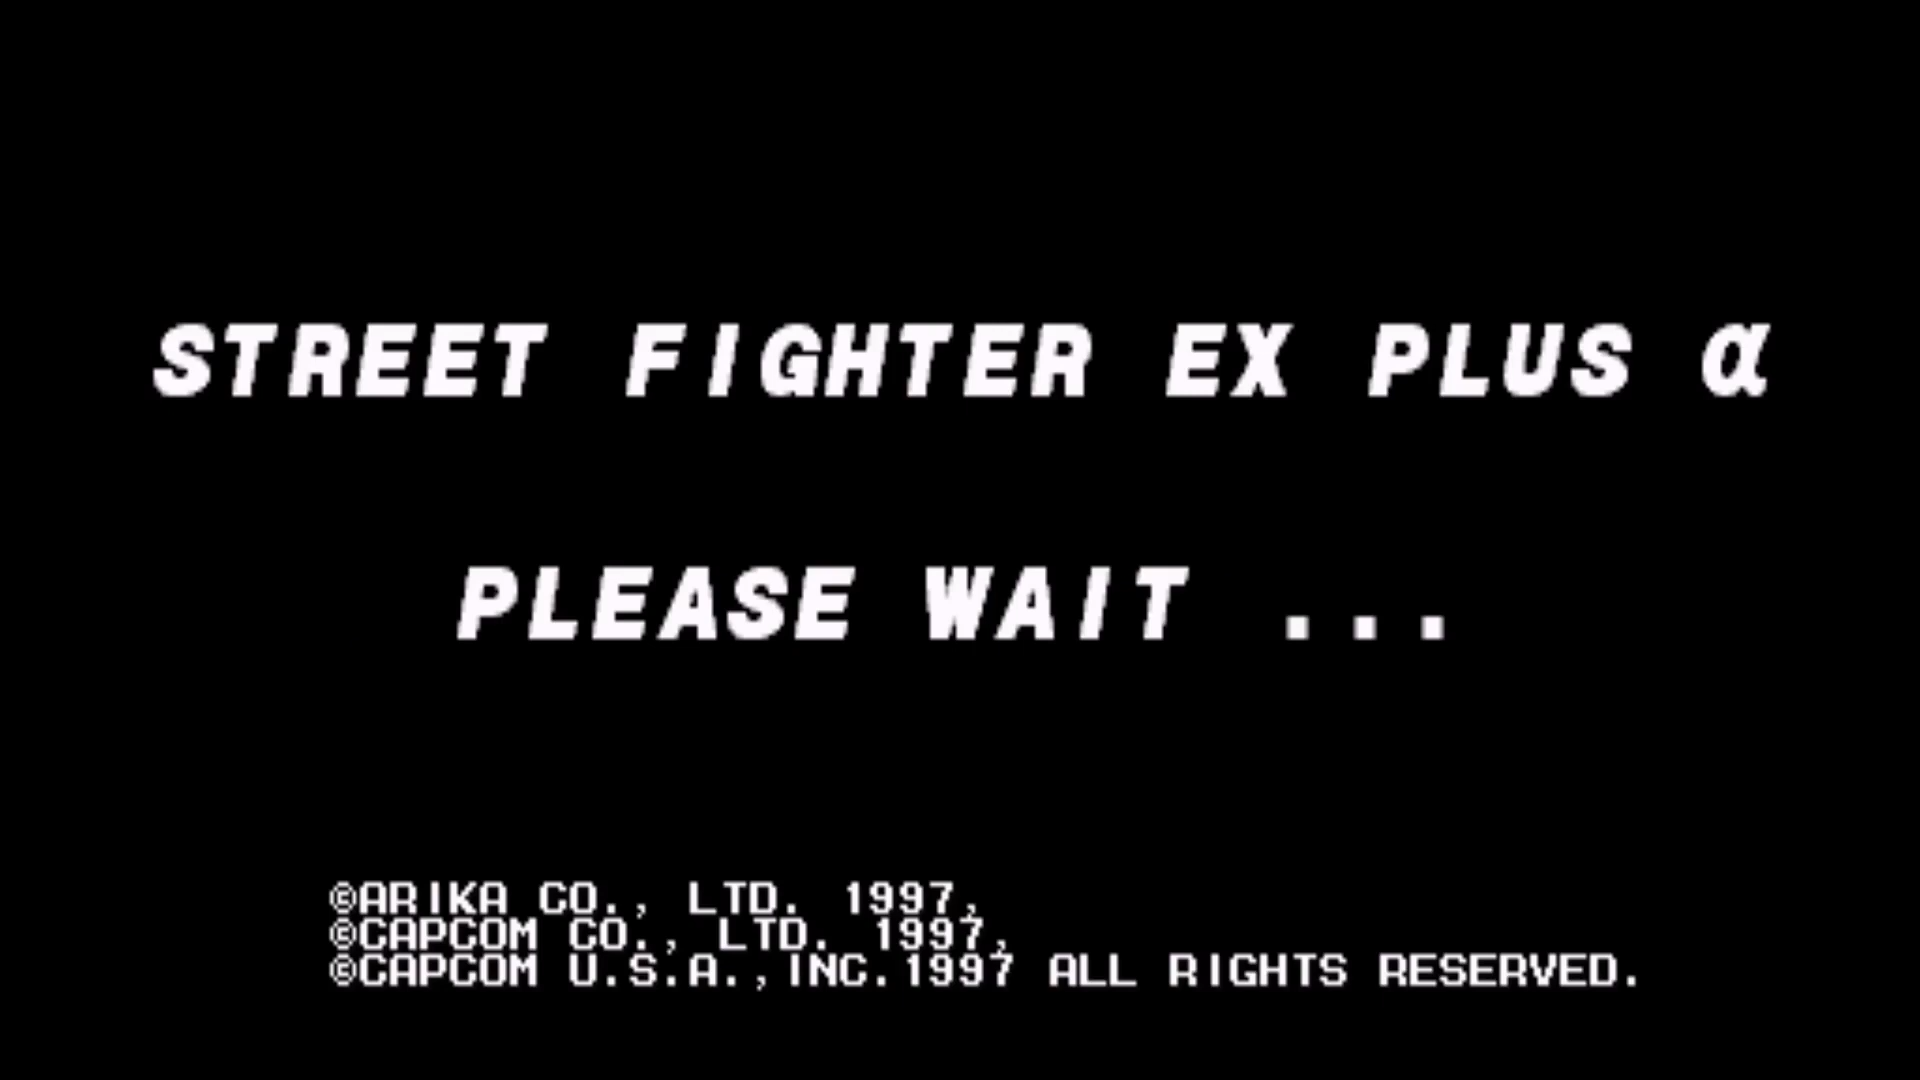 STREET FIGHTER EX PLUS α
PLEASE WAIT ...
©ARIKA CO., LTD. 1997,
©CAPCOM CO., LTD. 1997,
©CAPCOM U.S.A.,INC.1997 ALL RIGHTS RESERVED.